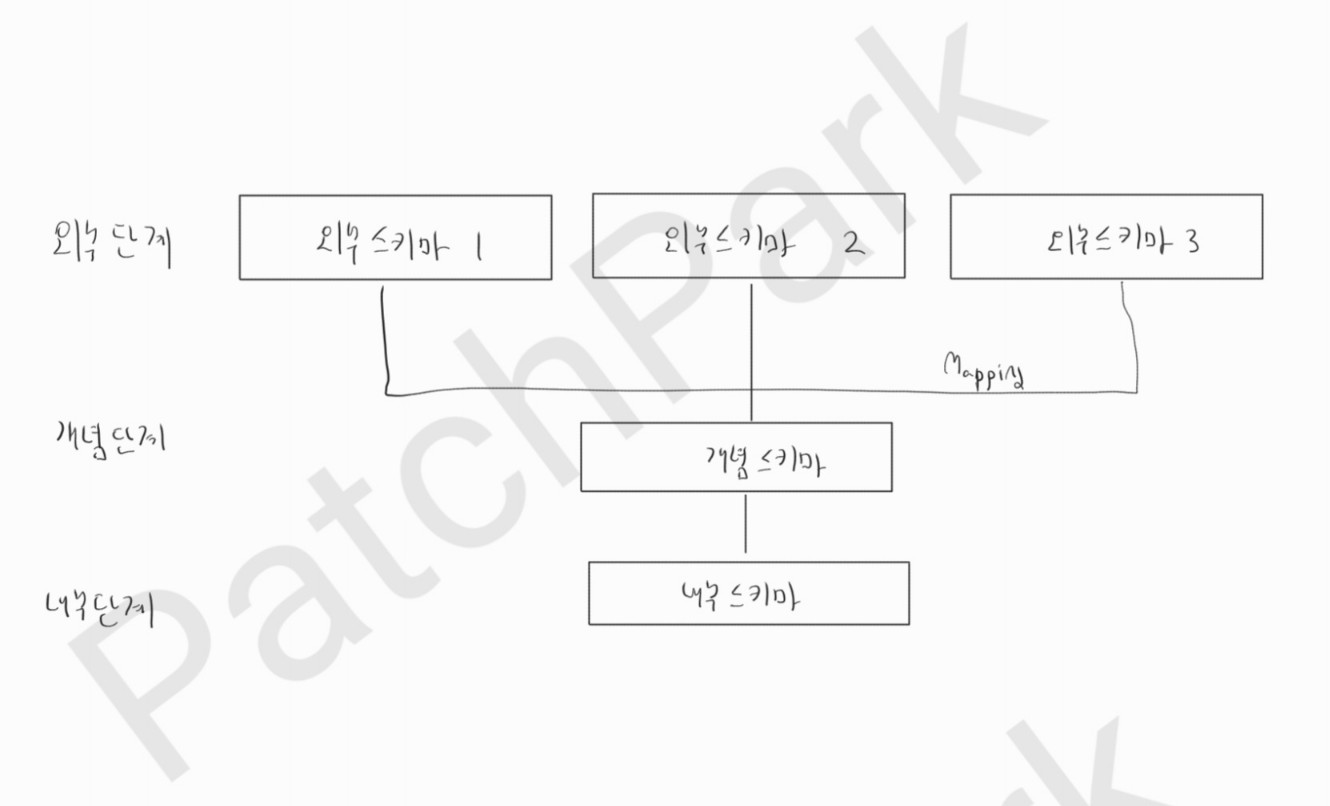 외부 단계
외부 스키마 1
외부스키마 2
외부스키마 3
Mapping
개념단계
개념 스키마
내부단계
내부 스키마
PatchPark
rk